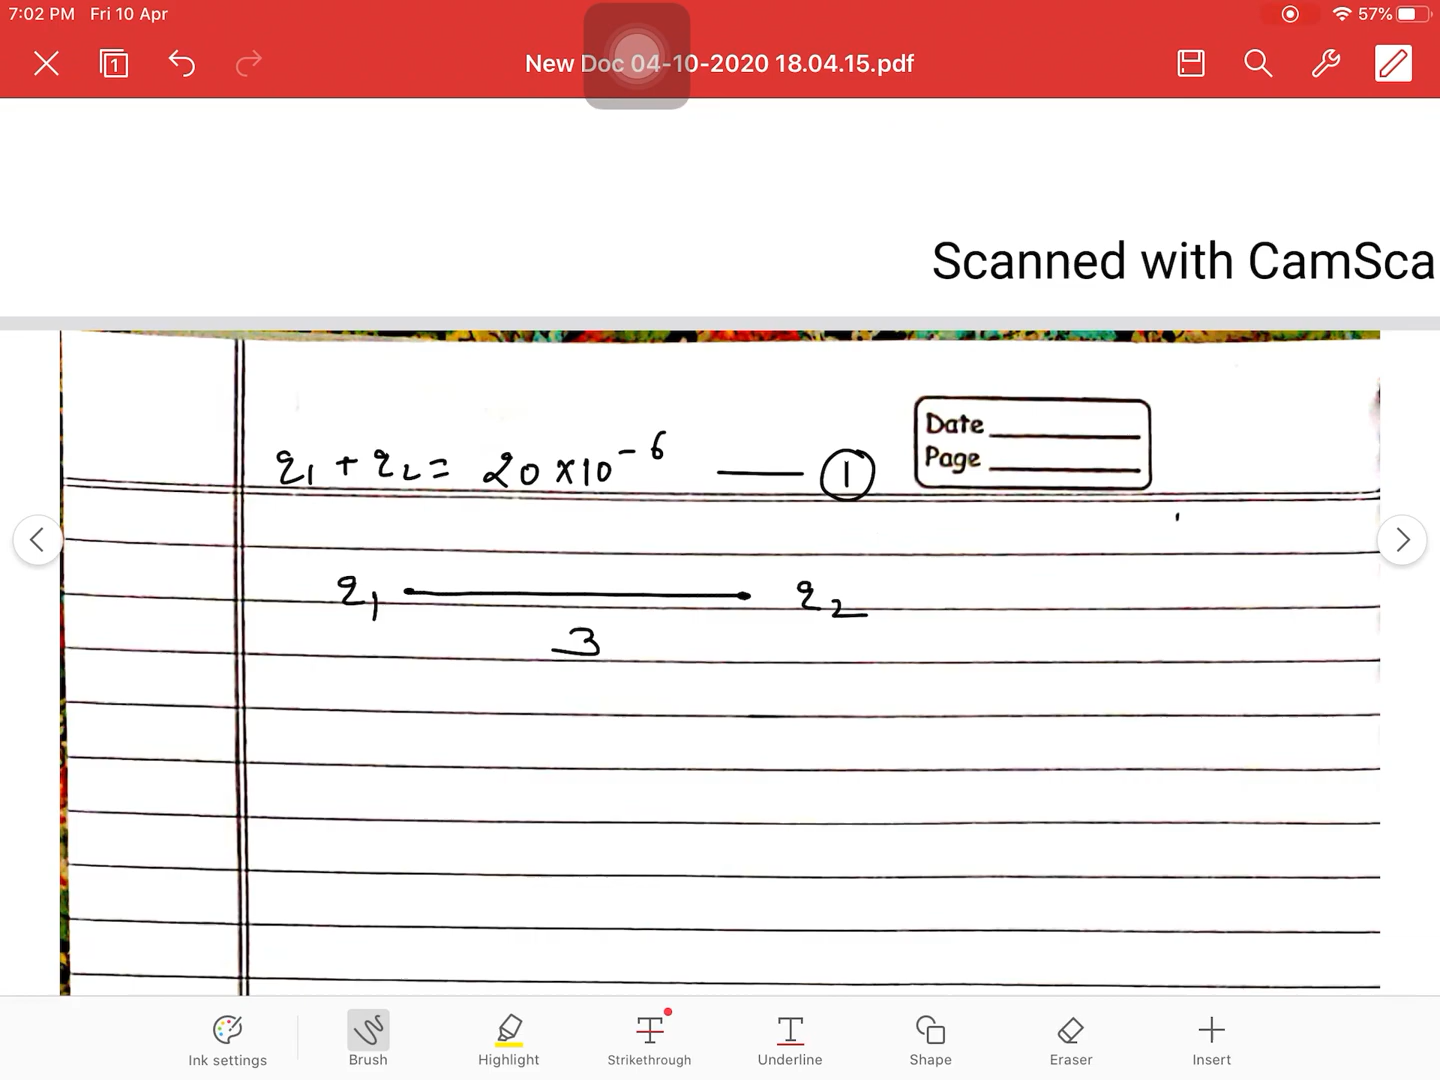 7:02 PM Fri 10 Apr
57%
1
New Doc 04-10-2020 18.04.15.pdf
Scanned with CamSca
Date
Page
q1 + q2 = 20 × 10⁻⁶ —— ①
q1 q2
3
Ink settings
Brush
Highlight
Strikethrough
Underline
Shape
Eraser
Insert